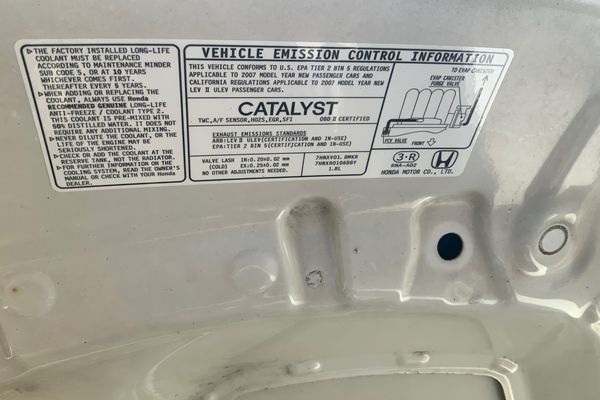 ▷THE FACTORY INSTALLED LONG-LIFE
COOLANT MUST BE REPLACED
ACCORDING TO MAINTENANCE MINDER
SUB CODE 5, OR AT 10 YEARS
WHICHEVER COMES FIRST.
THEREAFTER EVERY 5 YEARS.
▷WHEN ADDING OR REPLACING THE
COOLANT, ALWAYS USE Honda
RECOMMENDED GENUINE LONG-LIFE
ANTI-FREEZE / COOLANT TYPE 2.
THIS COOLANT IS PRE-MIXED WITH
50% DISTILLED WATER. IT DOES NOT
REQUIRE ANY ADDITIONAL MIXING.
▷NEVER DILUTE THE COOLANT, OR THE
LIFE OF THE ENGINE MAY BE
SERIOUSLY SHORTENED.
▷CHECK OR ADD THE COOLANT AT THE
RESERVE TANK, NOT THE RADIATOR.
▷FOR FURTHER INFORMATION ON THE
COOLING SYSTEM, READ THE OWNER'S
MANUAL OR CHECK WITH YOUR Honda
DEALER.
VEHICLE EMISSION CONTROL INFORMATION
THIS VEHICLE CONFORMS TO U.S. EPA TIER 2 BIN 5 REGULATIONS
APPLICABLE TO 2007 MODEL YEAR NEW PASSENGER CARS AND
CALIFORNIA REGULATIONS APPLICABLE TO 2007 MODEL YEAR NEW
LEV II ULEV PASSENGER CARS.
CATALYST
TWC,A/F SENSOR,HO2S,EGR,SFI
OBD II CERTIFIED
EXHAUST EMISSIONS STANDARDS
ARB:LEV II ULEV(CERTIFICATION AND IN-USE)
EPA:TIER 2 BIN 5(CERTIFICATION AND IN-USE)
VALVE LASH IN:0.20±0.02 mm
(COLD) EX:0.25±0.02 mm
NO OTHER ADJUSTMENTS NEEDED.
7HNXV01.8MKR
7HNXR0106BBY
1.8L
TO EVAP CANISTER
EVAP CANISTER
PURGE VALVE
PCV VALVE
FRONT
3-R
RNA-A02
HONDA MOTOR CO., LTD.